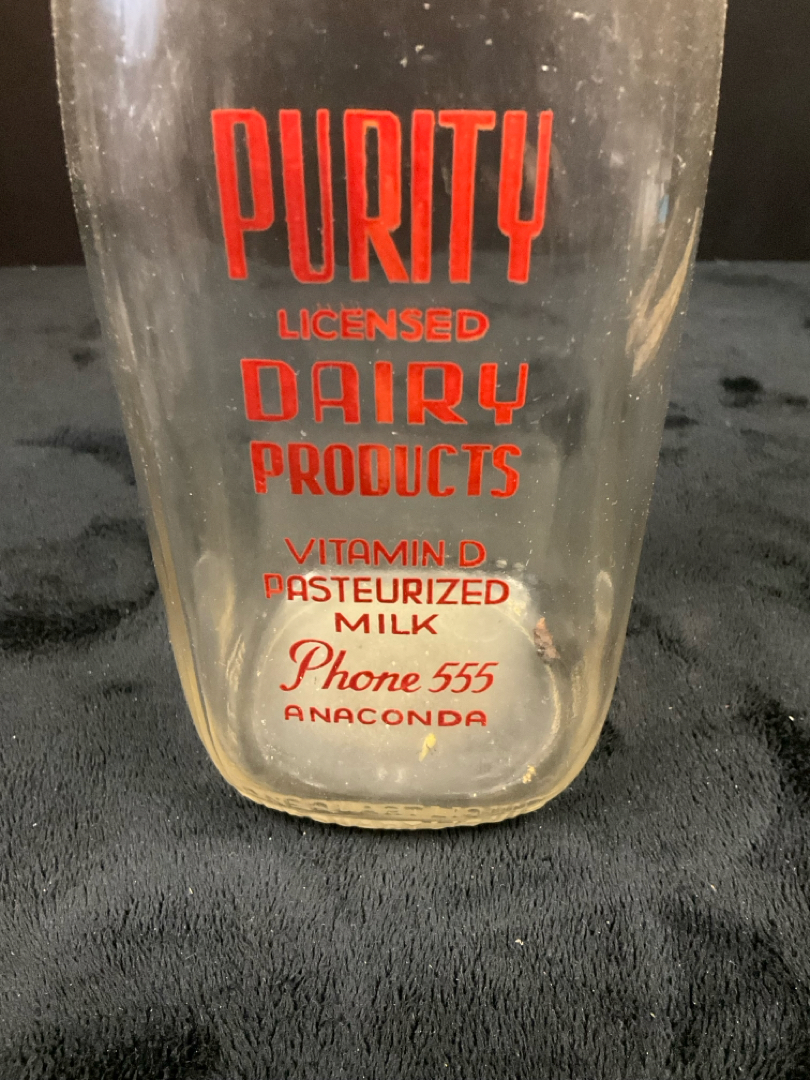 PURITY
LICENSED
DAIRY
PRODUCTS
VITAMIN D
PASTEURIZED
MILK
Phone 555
ANACONDA